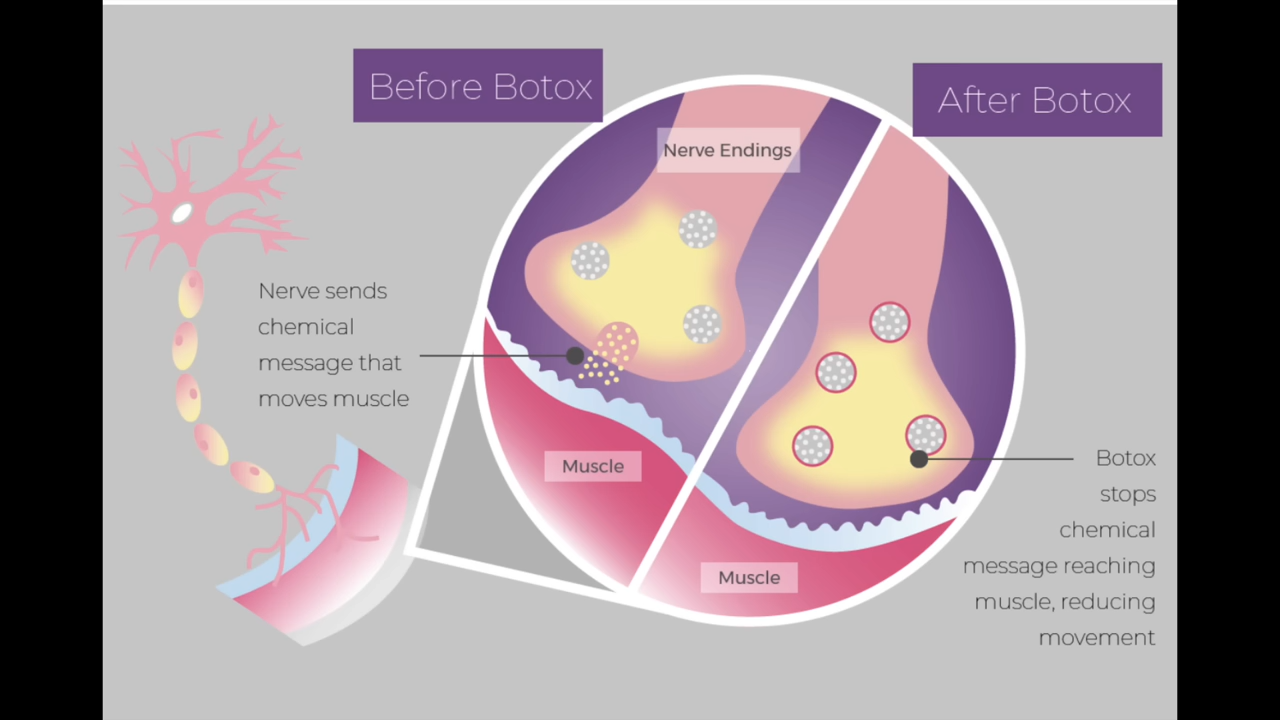 Before Botox
After Botox
Nerve Endings
Nerve sends
chemical
message that
moves muscle
Muscle
Muscle
Botox
stops
chemical
message reaching
muscle, reducing
movement